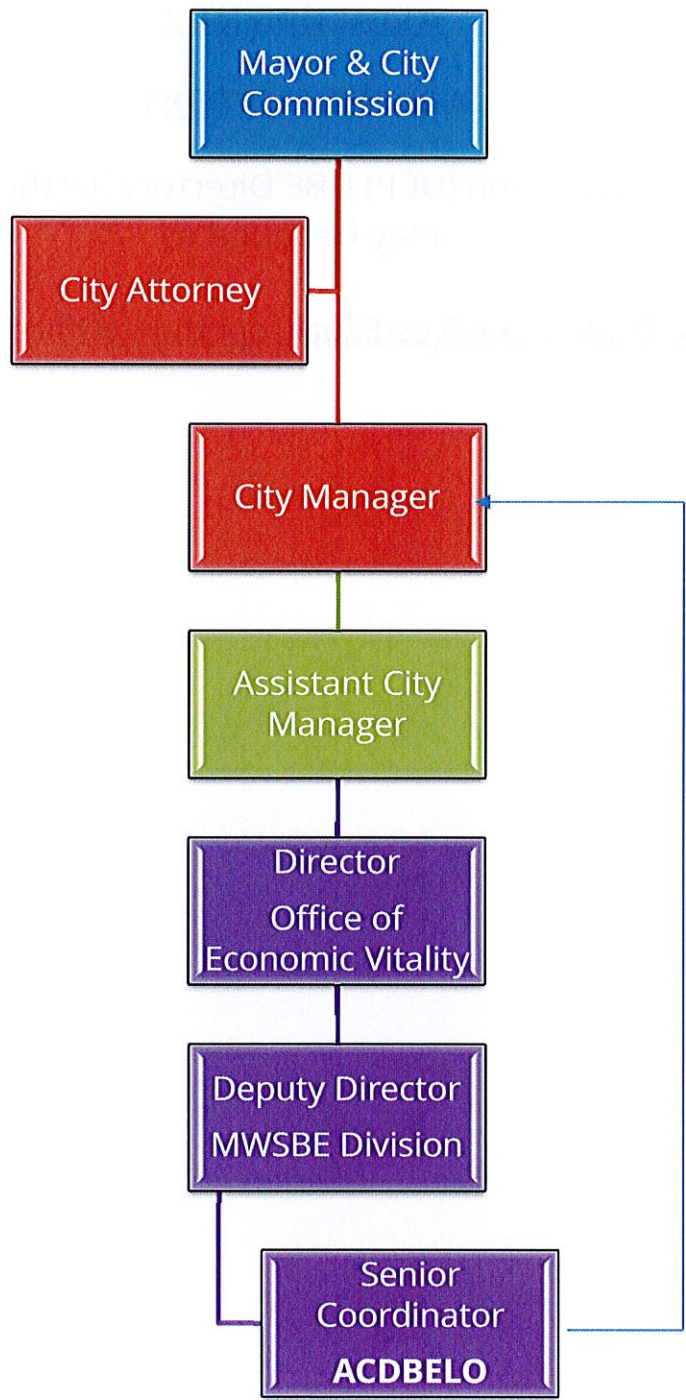 Mayor & City
Commission
City Attorney
City Manager
Assistant City
Manager
Director
Office of
Economic Vitality
Deputy Director
MWSBE Division
Senior
Coordinator
ACDBELO